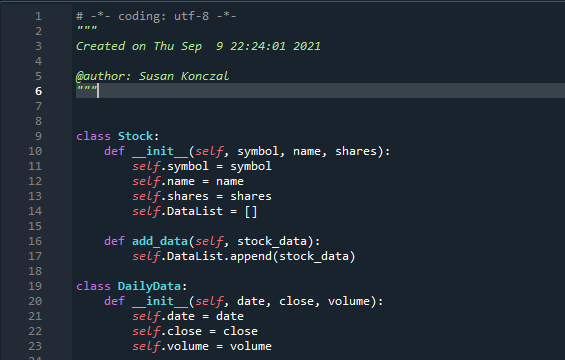 1 # -*- coding: utf-8 -*-
2 """
3 Created on Thu Sep  9 22:24:01 2021
4
5 @author: Susan Konczal
6 """
7
8
9 class Stock:
10     def __init__(self, symbol, name, shares):
11         self.symbol = symbol
12         self.name = name
13         self.shares = shares
14         self.DataList = []
15
16     def add_data(self, stock_data):
17         self.DataList.append(stock_data)
18
19 class DailyData:
20     def __init__(self, date, close, volume):
21         self.date = date
22         self.close = close
23         self.volume = volume